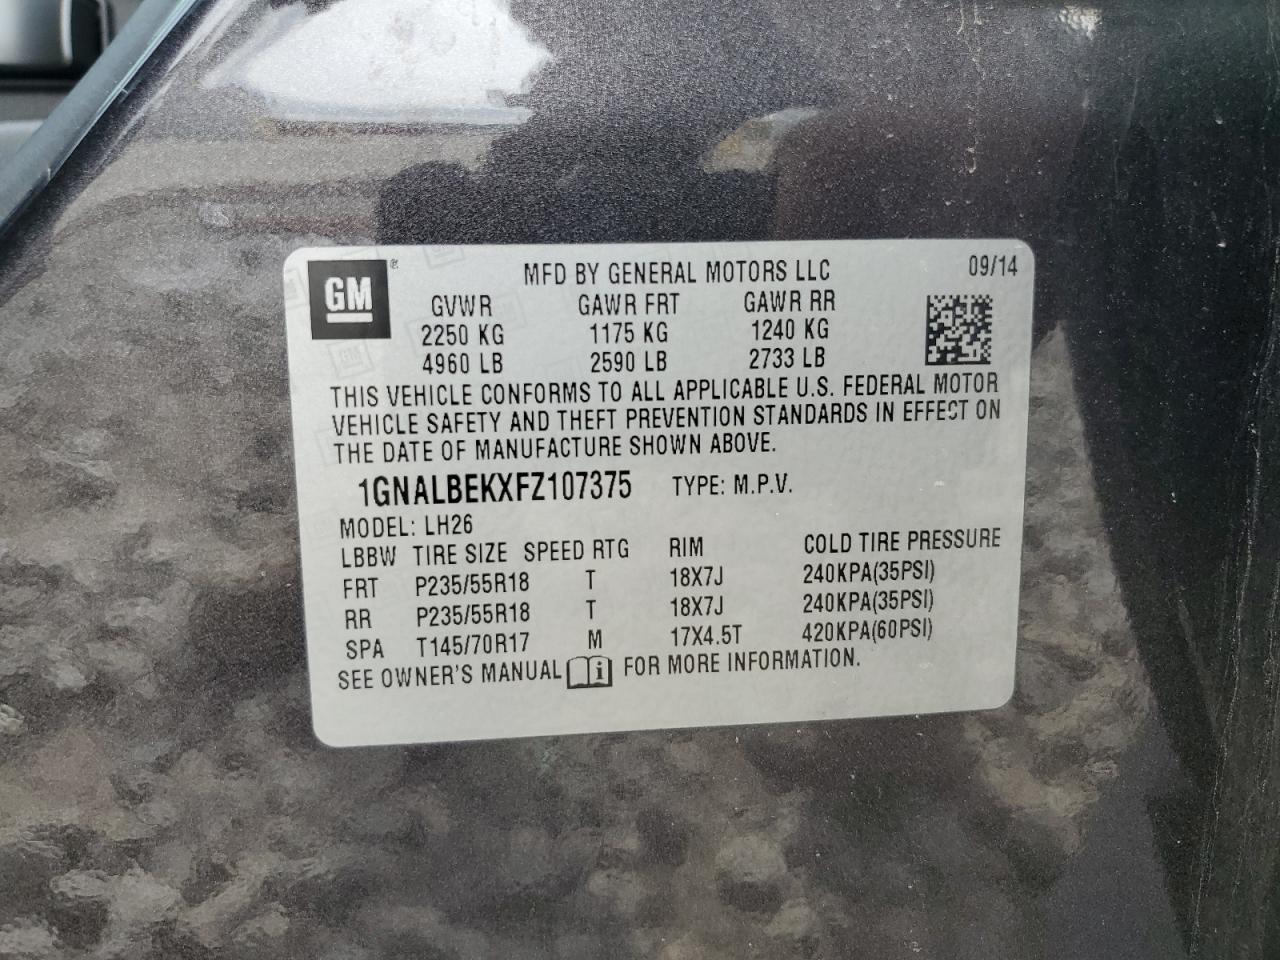 GM ®
MFD BY GENERAL MOTORS LLC 09/14
GVWR GAWR FRT GAWR RR
2250 KG 1175 KG 1240 KG
4960 LB 2590 LB 2733 LB
THIS VEHICLE CONFORMS TO ALL APPLICABLE U.S. FEDERAL MOTOR
VEHICLE SAFETY AND THEFT PREVENTION STANDARDS IN EFFECT ON
THE DATE OF MANUFACTURE SHOWN ABOVE.
1GNALBEKXFZ107375 TYPE: M.P.V.
MODEL: LH26
LBBW TIRE SIZE SPEED RTG RIM COLD TIRE PRESSURE
FRT P235/55R18 T 18X7J 240KPA(35PSI)
RR P235/55R18 T 18X7J 240KPA(35PSI)
SPA T145/70R17 M 17X4.5T 420KPA(60PSI)
SEE OWNER'S MANUAL i FOR MORE INFORMATION.